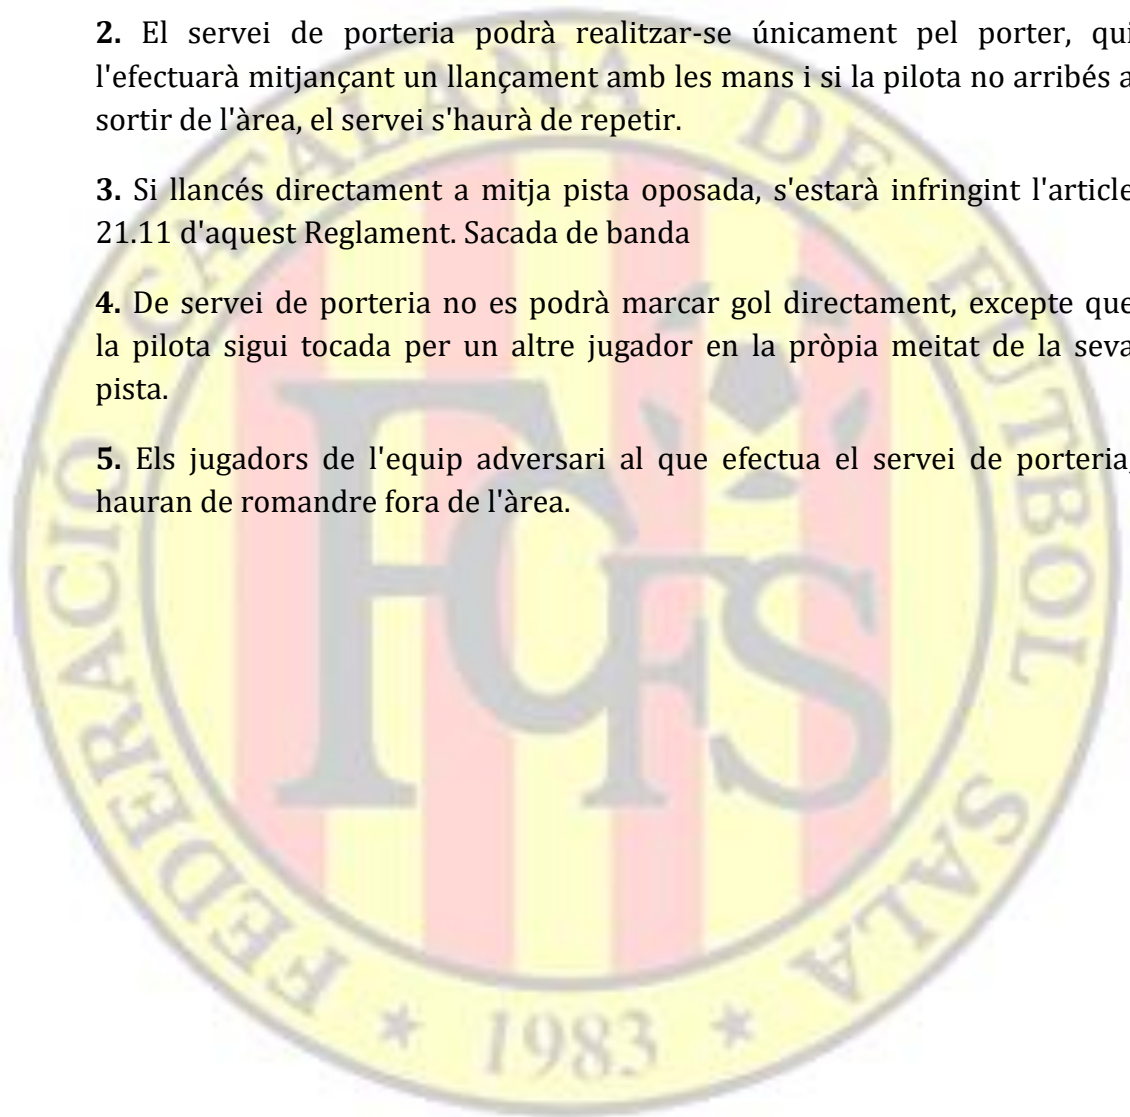 2. El servei de porteria podrà realitzar-se únicament pel porter, qui
l'efectuarà mitjançant un llançament amb les mans i si la pilota no arribés a
sortir de l'àrea, el servei s'haurà de repetir.
3. Si llancés directament a mitja pista oposada, s'estarà infringint l'article
21.11 d'aquest Reglament. Sacada de banda
4. De servei de porteria no es podrà marcar gol directament, excepte que
la pilota sigui tocada per un altre jugador en la pròpia meitat de la seva
pista.
5. Els jugadors de l'equip adversari al que efectua el servei de porteria,
hauran de romandre fora de l'àrea.
FEDERACIÓ CATALANA DE FUTBOL SALA
FCFS
* 1983 *